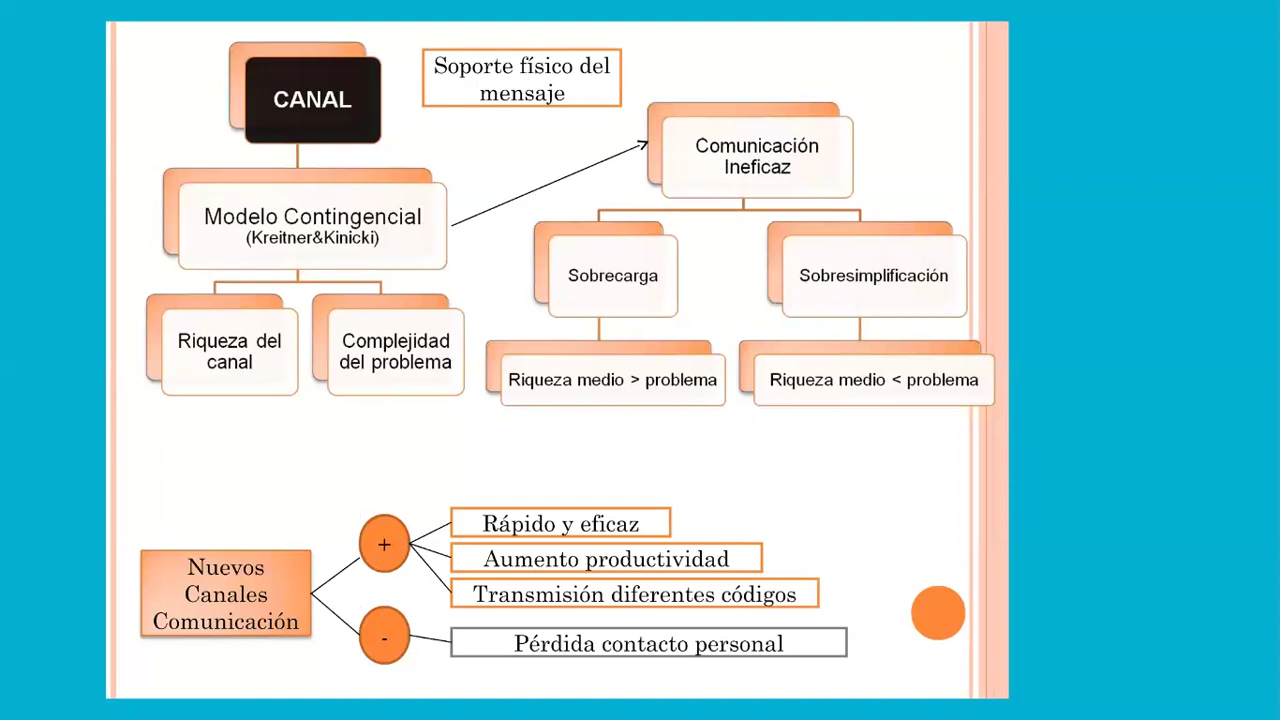 CANAL
Soporte físico del
mensaje
Modelo Contingencial
(Kreitner&Kinicki)
Riqueza del
canal
Complejidad
del problema
Comunicación
Ineficaz
Sobrecarga
Sobresimplificación
Riqueza medio > problema
Riqueza medio < problema
Nuevos
Canales
Comunicación
+
Rápido y eficaz
Aumento productividad
Transmisión diferentes códigos
-
Pérdida contacto personal